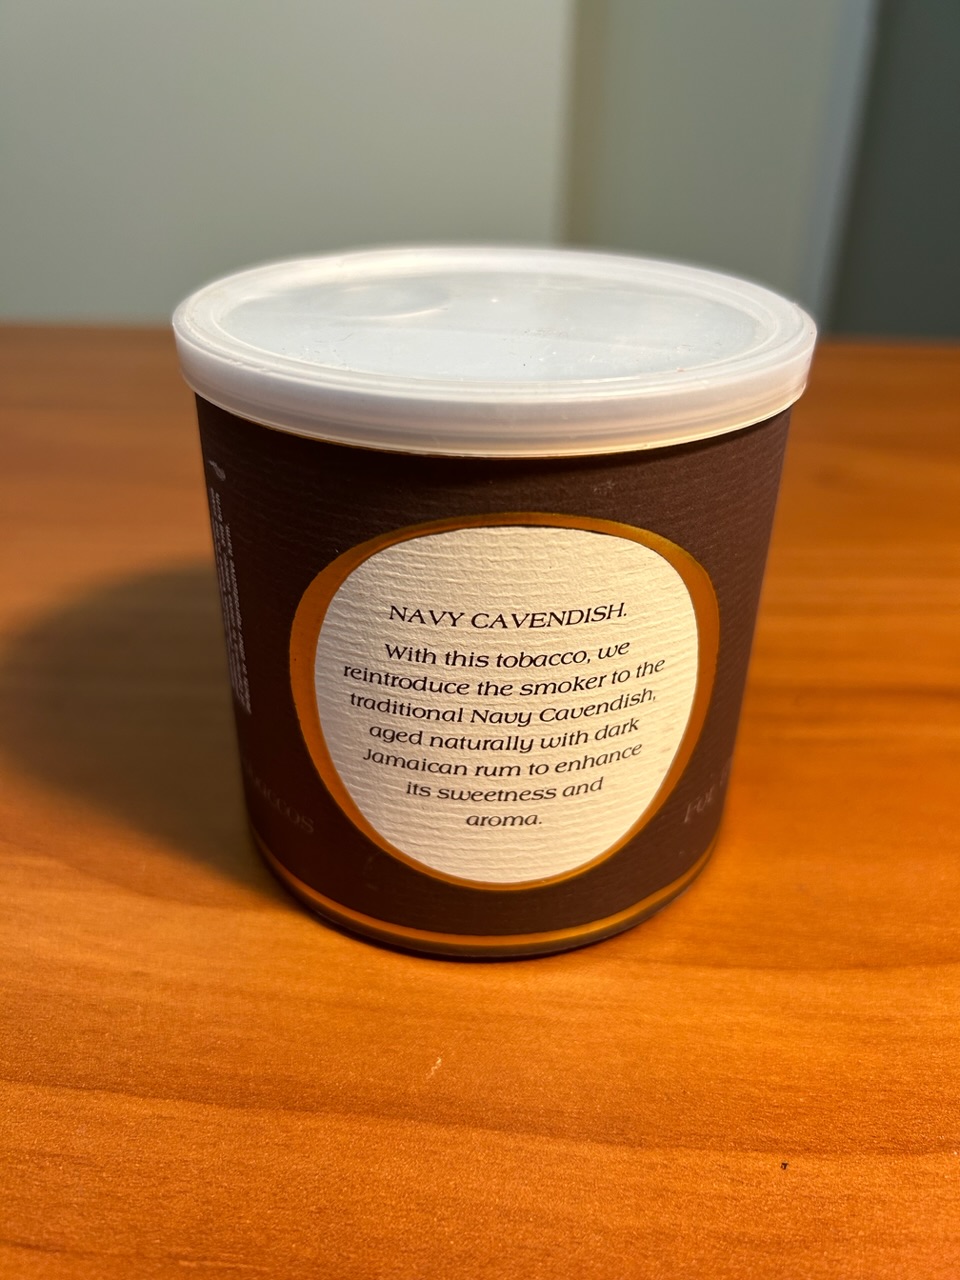 NAVY CAVENDISH.
With this tobacco, we
reintroduce the smoker to the
traditional Navy Cavendish,
aged naturally with dark
Jamaican rum to enhance
its sweetness and
aroma.